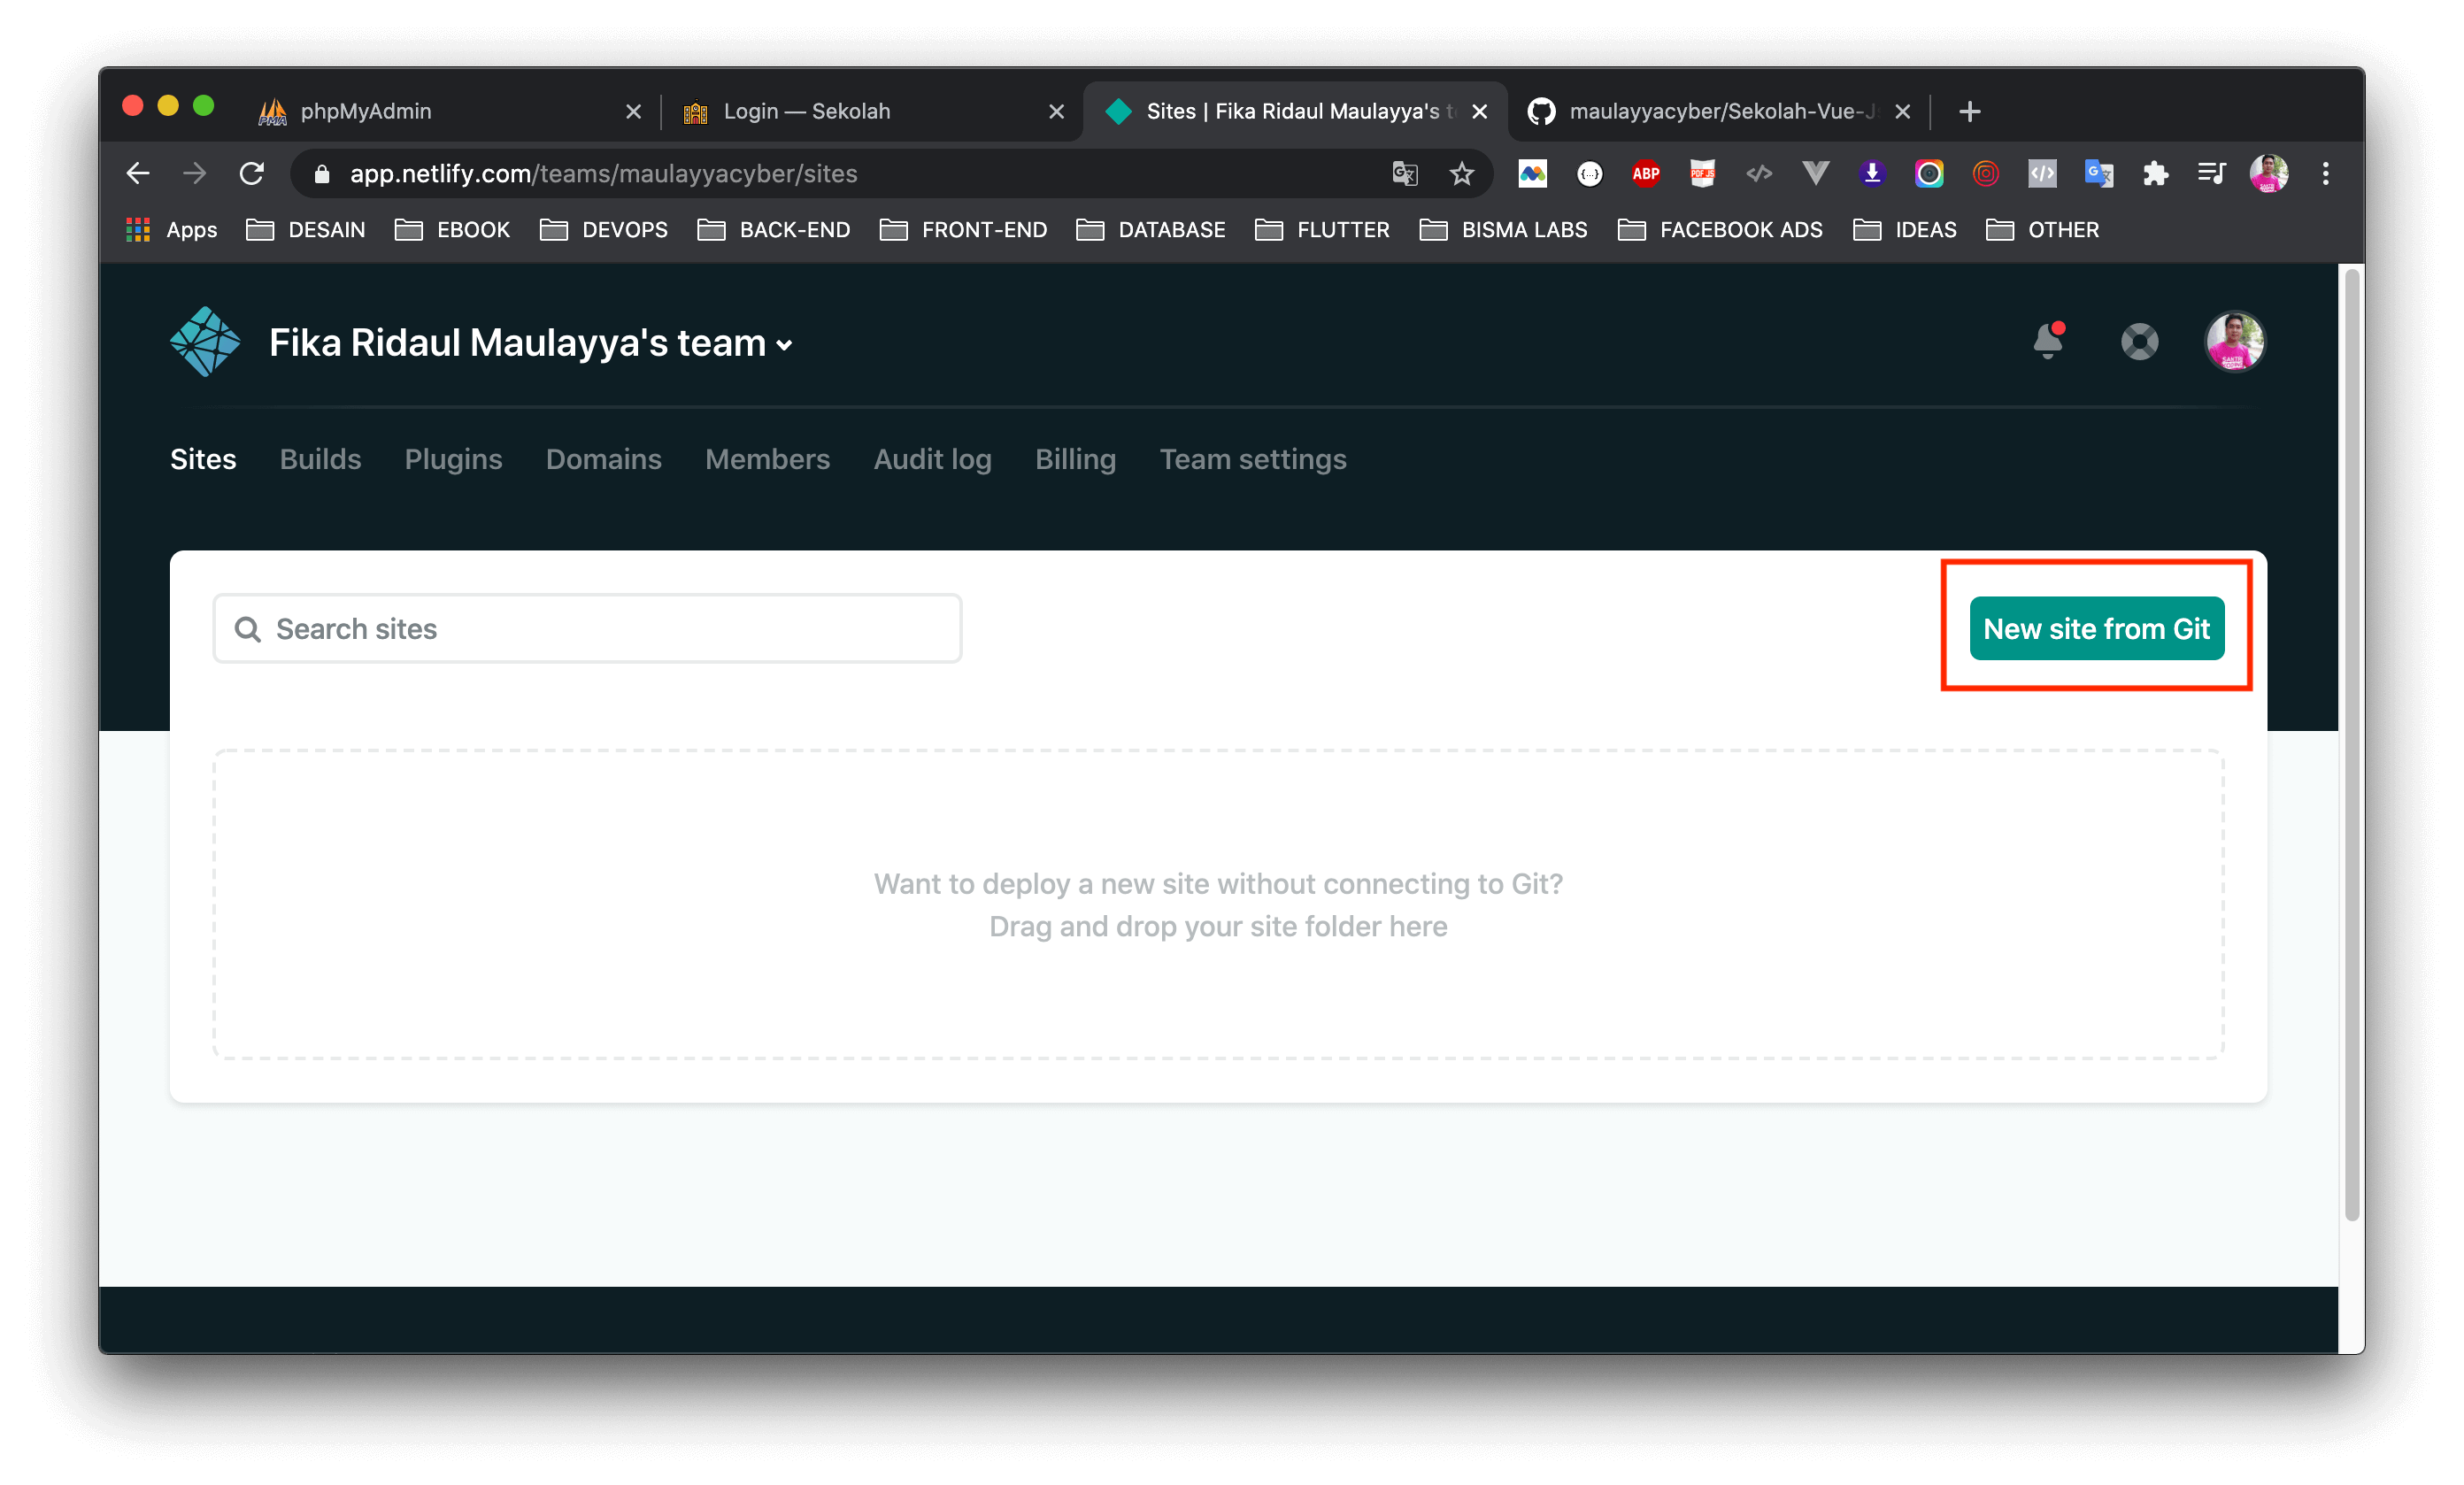 phpMyAdmin
Login — Sekolah
Sites | Fika Ridaul Maulayya's t
maulayyacyber/Sekolah-Vue-J
app.netlify.com/teams/maulayyacyber/sites
ABP
PDF JS
Apps
DESAIN
EBOOK
DEVOPS
BACK-END
FRONT-END
DATABASE
FLUTTER
BISMA LABS
FACEBOOK ADS
IDEAS
OTHER
Fika Ridaul Maulayya's team
Sites
Builds
Plugins
Domains
Members
Audit log
Billing
Team settings
Search sites
New site from Git
Want to deploy a new site without connecting to Git?
Drag and drop your site folder here